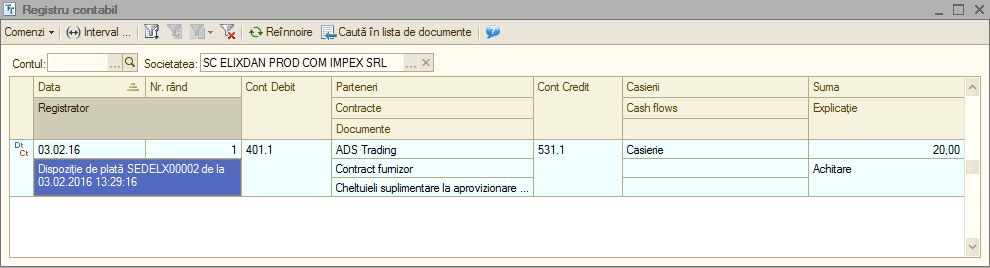 Registru contabil
Comenzi Interval ... Reînnoire Caută în lista de documente
Contul: ... Societatea: SC ELIXDAN PROD COM IMPEX SRL ...
Data Nr. rând Cont Debit Parteneri Cont Credit Casierii Suma
Registrator Contracte Cash flows Explicație
Documente
Dt Ct 03.02.16 1 401.1 ADS Trading 531.1 Casierie 20,00
Dispoziție de plată SEDELX00002 de la Contract furnizor Achitare
03.02.2016 13:29:16 Cheltuieli suplimentare la aprovizionare ...